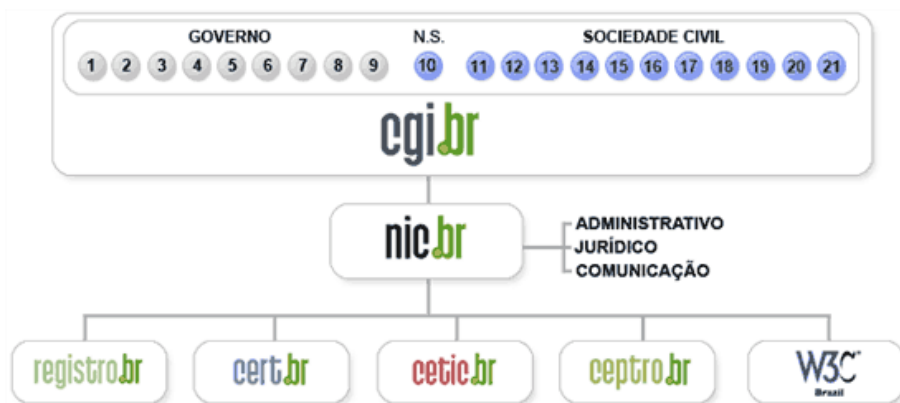 GOVERNO N.S. SOCIEDADE CIVIL
1 2 3 4 5 6 7 8 9 10 11 12 13 14 15 16 17 18 19 20 21
cgi.br
nic.br
ADMINISTRATIVO
JURÍDICO
COMUNICAÇÃO
registro.br cert.br cetic.br ceptro.br W3C
Brazil